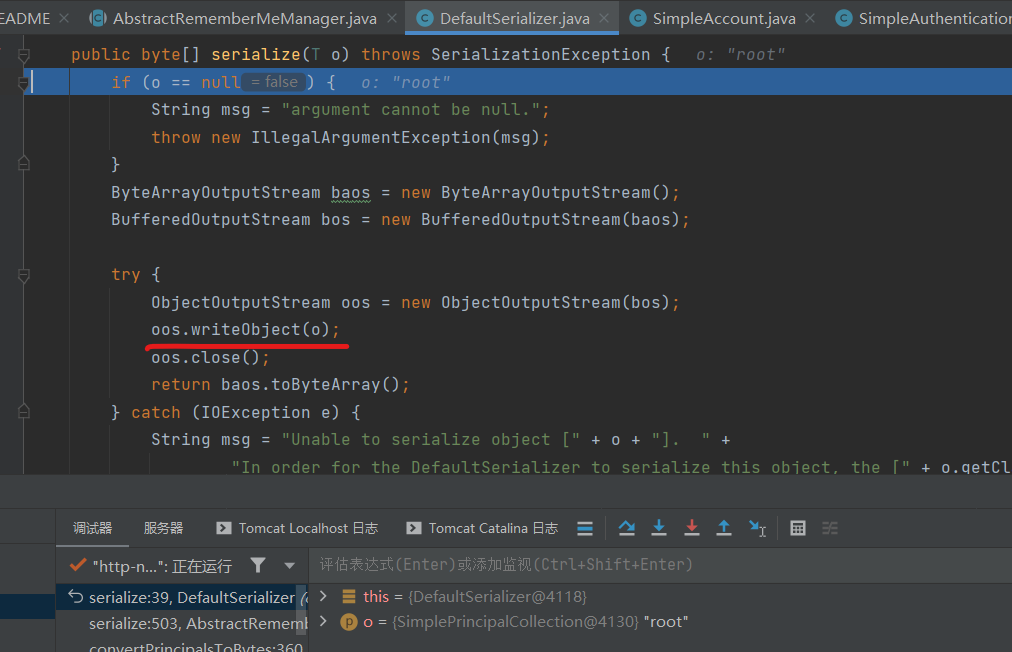 EADME AbstractRememberMeManager.java DefaultSerializer.java SimpleAccount.java SimpleAuthentication
public byte[] serialize(T o) throws SerializationException { o: "root"
if (o == null = false ) { o: "root"
String msg = "argument cannot be null.";
throw new IllegalArgumentException(msg);
}
ByteArrayOutputStream baos = new ByteArrayOutputStream();
BufferedOutputStream bos = new BufferedOutputStream(baos);
try {
ObjectOutputStream oos = new ObjectOutputStream(bos);
oos.writeObject(o);
oos.close();
return baos.toByteArray();
} catch (IOException e) {
String msg = "Unable to serialize object [" + o + "].  " +
"In order for the DefaultSerializer to serialize this object, the [" + o.getCl
调试器 服务器 Tomcat Localhost 日志 Tomcat Catalina 日志
"http-n...": 正在运行 评估表达式(Enter)或添加监视(Ctrl+Shift+Enter)
serialize:39, DefaultSerializer (
this = {DefaultSerializer@4118}
serialize:503, AbstractRememb
o = {SimplePrincipalCollection@4130} "root"
convertPrincipalsToBytes:360